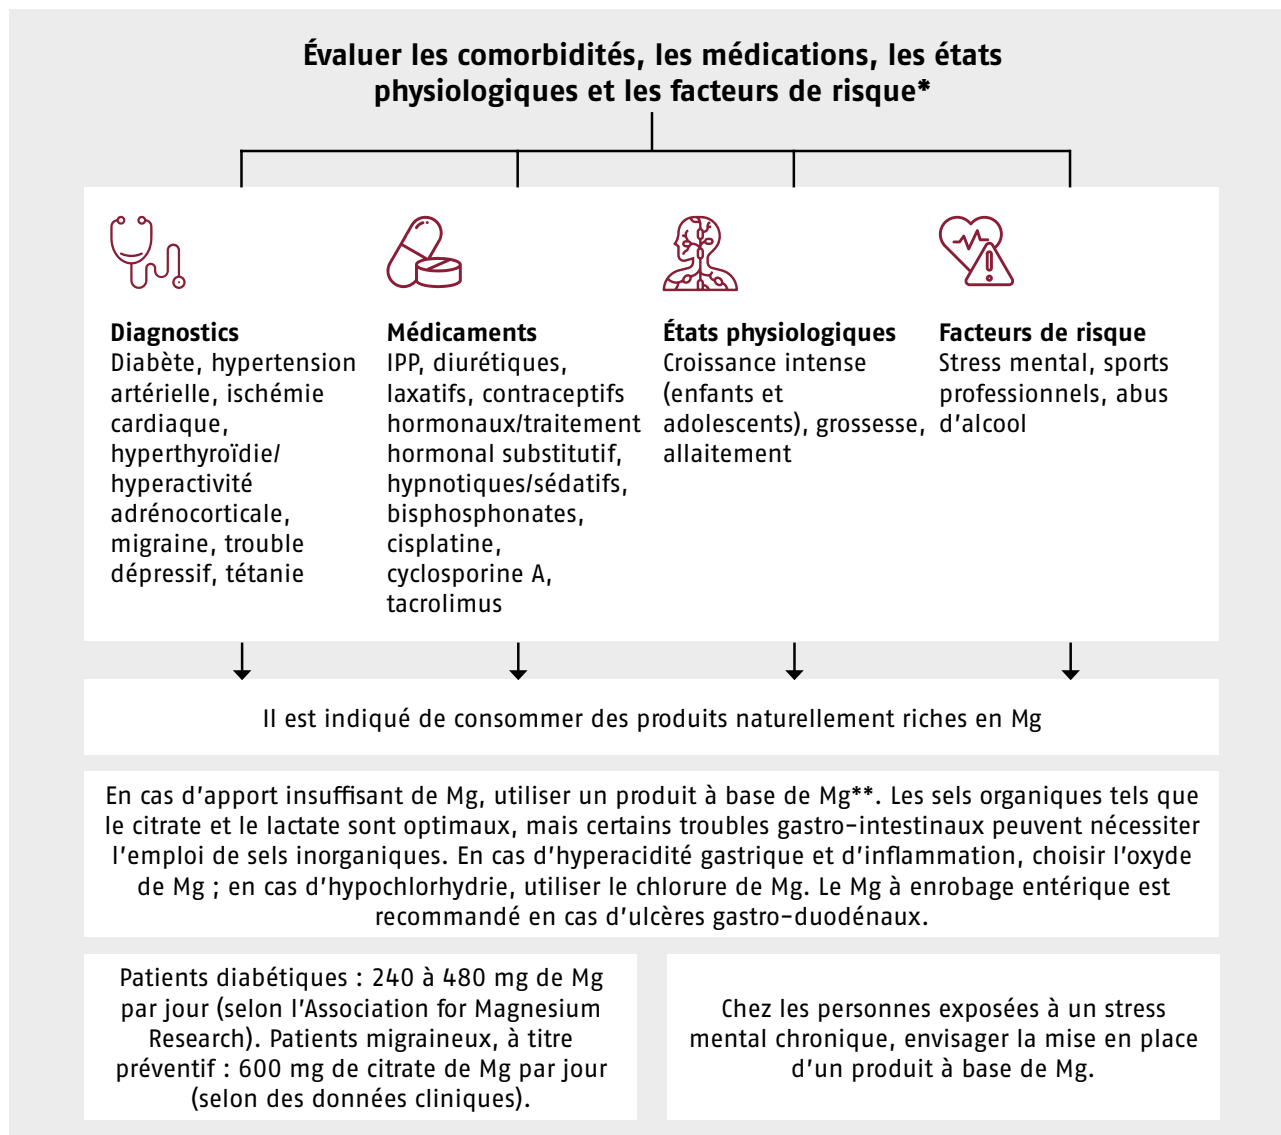 Évaluer les comorbidités, les médications, les états
physiologiques et les facteurs de risque*
Diagnostics
Diabète, hypertension
artérielle, ischémie
cardiaque,
hyperthyroïdie/
hyperactivité
adrénocorticale,
migraine, trouble
dépressif, tétanie
Médicaments
IPP, diurétiques,
laxatifs, contraceptifs
hormonaux/traitement
hormonal substitutif,
hypnotiques/sédatifs,
bisphosphonates,
cisplatine,
cyclosporine A,
tacrolimus
États physiologiques
Croissance intense
(enfants et
adolescents), grossesse,
allaitement
Facteurs de risque
Stress mental, sports
professionnels, abus
d’alcool
Il est indiqué de consommer des produits naturellement riches en Mg
En cas d’apport insuffisant de Mg, utiliser un produit à base de Mg**. Les sels organiques tels que
le citrate et le lactate sont optimaux, mais certains troubles gastro-intestinaux peuvent nécessiter
l’emploi de sels inorganiques. En cas d’hyperacidité gastrique et d’inflammation, choisir l’oxyde
de Mg ; en cas d’hypochlorhydrie, utiliser le chlorure de Mg. Le Mg à enrobage entérique est
recommandé en cas d’ulcères gastro-duodénaux.
Patients diabétiques : 240 à 480 mg de Mg
par jour (selon l’Association for Magnesium
Research). Patients migraineux, à titre
préventif : 600 mg de citrate de Mg par jour
(selon des données cliniques).
Chez les personnes exposées à un stress
mental chronique, envisager la mise en place
d’un produit à base de Mg.